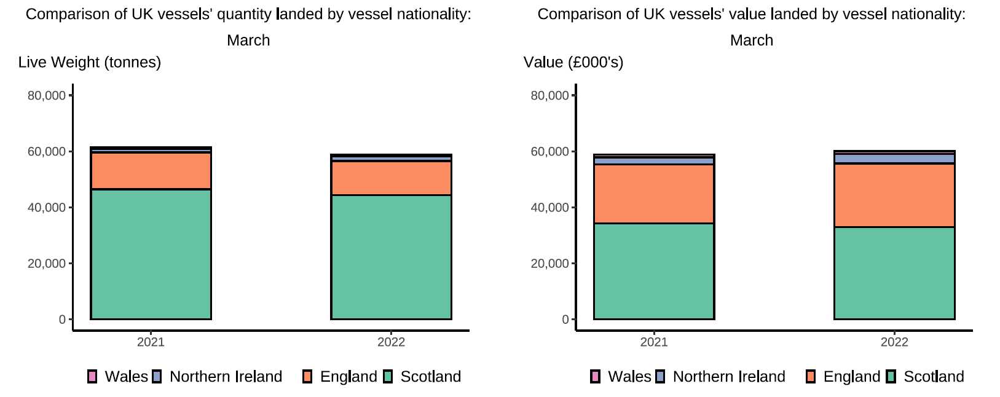 Comparison of UK vessels' quantity landed by vessel nationality:
March
Live Weight (tonnes)
80,000
60,000
40,000
20,000
0
2021 2022
Wales Northern Ireland England Scotland
Comparison of UK vessels' value landed by vessel nationality:
March
Value (£000's)
80,000
60,000
40,000
20,000
0
2021 2022
Wales Northern Ireland England Scotland